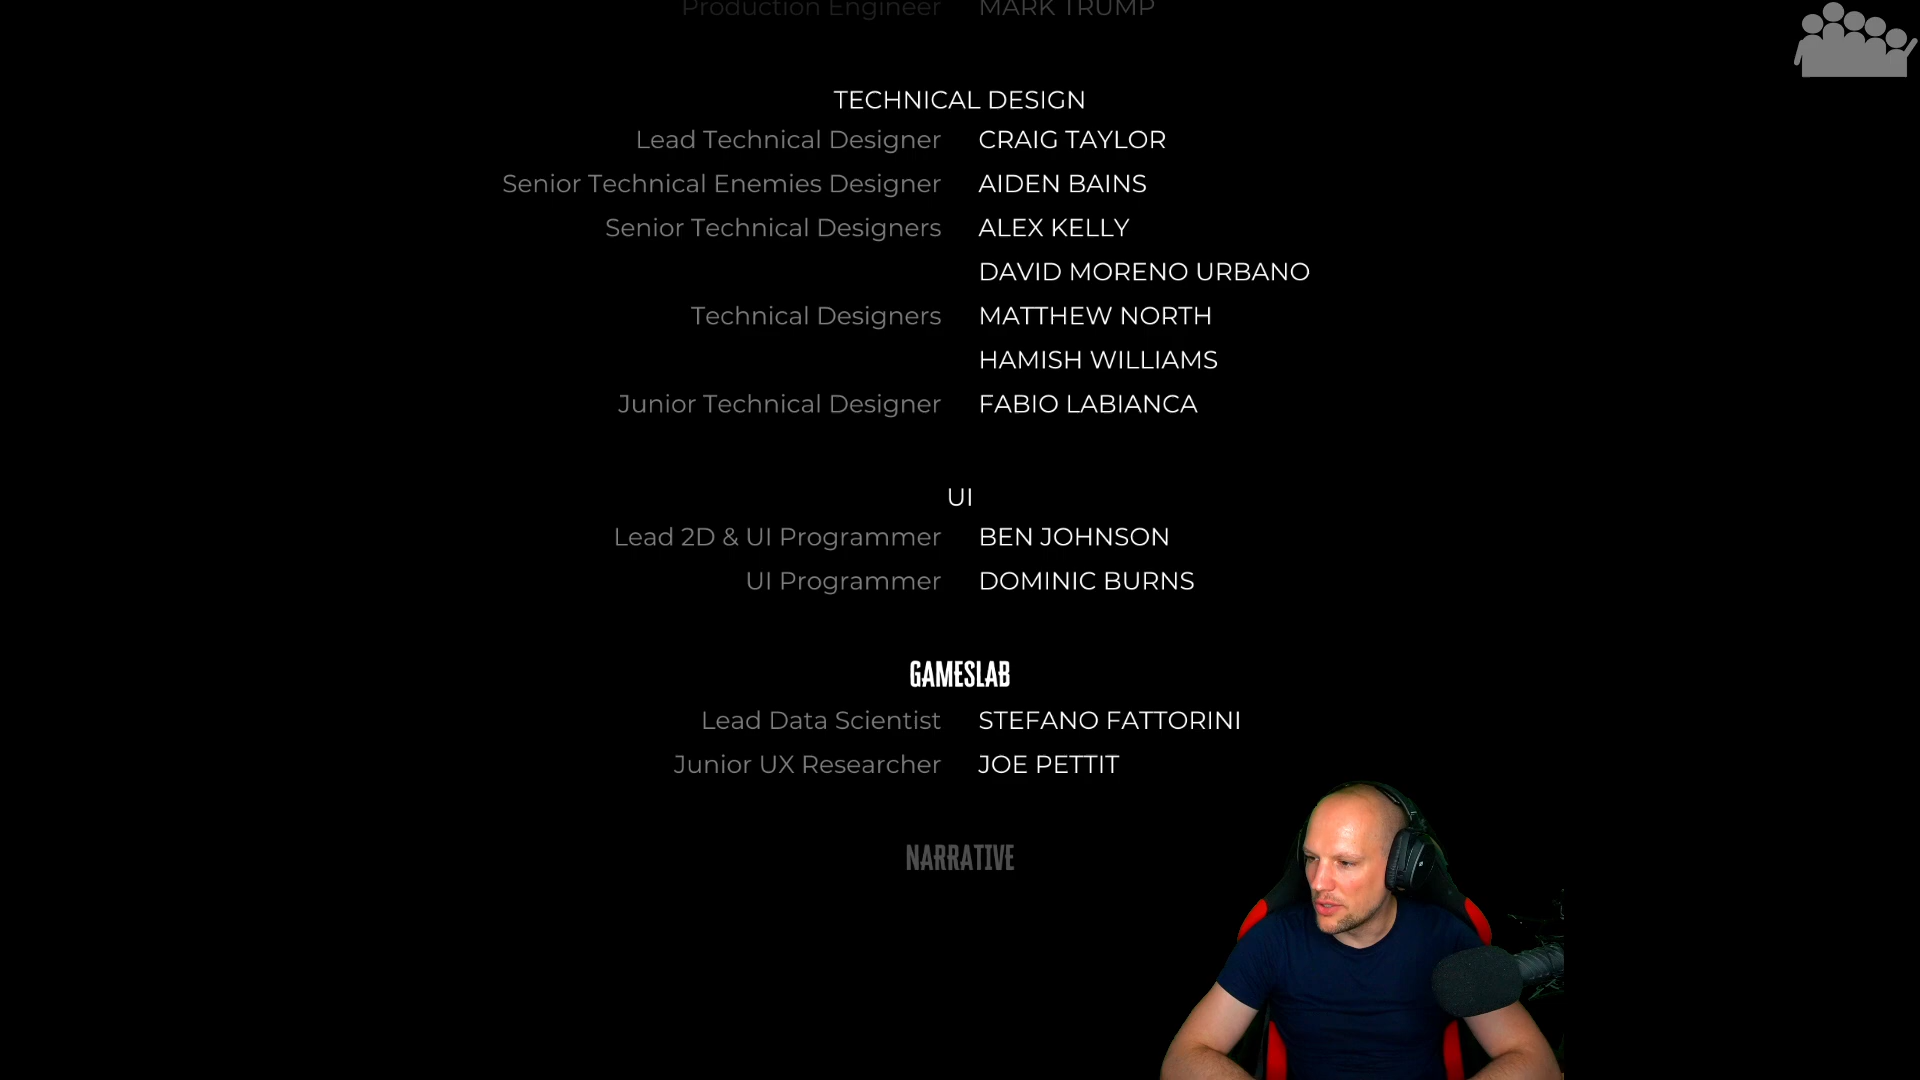 Production Engineer MARK TRUMP
TECHNICAL DESIGN
Lead Technical Designer CRAIG TAYLOR
Senior Technical Enemies Designer AIDEN BAINS
Senior Technical Designers ALEX KELLY
DAVID MORENO URBANO
Technical Designers MATTHEW NORTH
HAMISH WILLIAMS
Junior Technical Designer FABIO LABIANCA
UI
Lead 2D & UI Programmer BEN JOHNSON
UI Programmer DOMINIC BURNS
GAMESLAB
Lead Data Scientist STEFANO FATTORINI
Junior UX Researcher JOE PETTIT
NARRATIVE